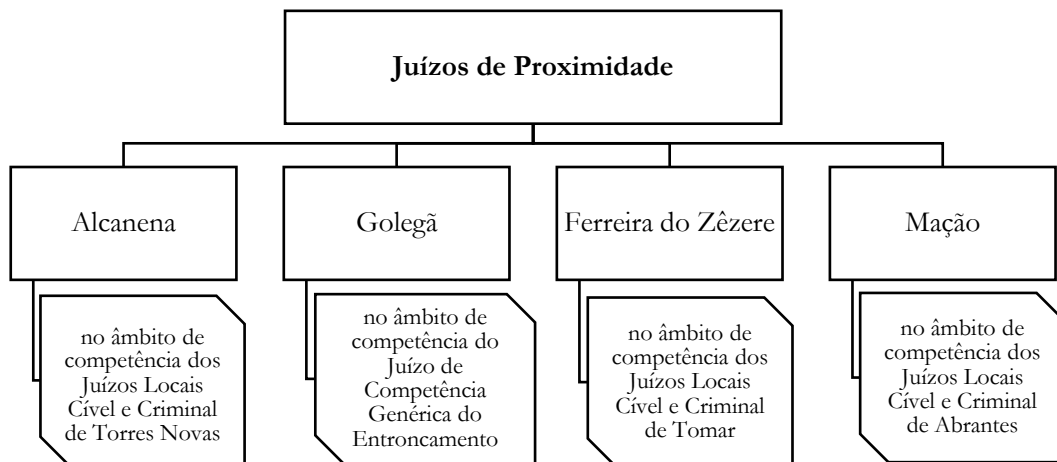 Juízos de Proximidade
Alcanena
Golegã
Ferreira do Zêzere
Mação
no âmbito de
competência dos
Juízos Locais
Cível e Criminal
de Torres Novas
no âmbito de
competência do
Juízo de
Competência
Genérica do
Entroncamento
no âmbito de
competência dos
Juízos Locais
Cível e Criminal
de Tomar
no âmbito de
competência dos
Juízos Locais
Cível e Criminal
de Abrantes